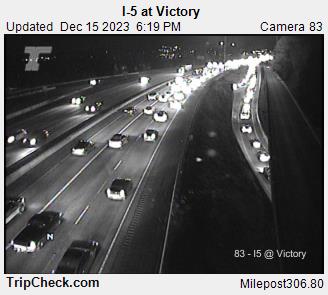 I-5 at Victory
Updated Dec 15 2023 6:19 PM Camera 83
T
N
83 - I5 @ Victory
TripCheck.com Milepost306.80